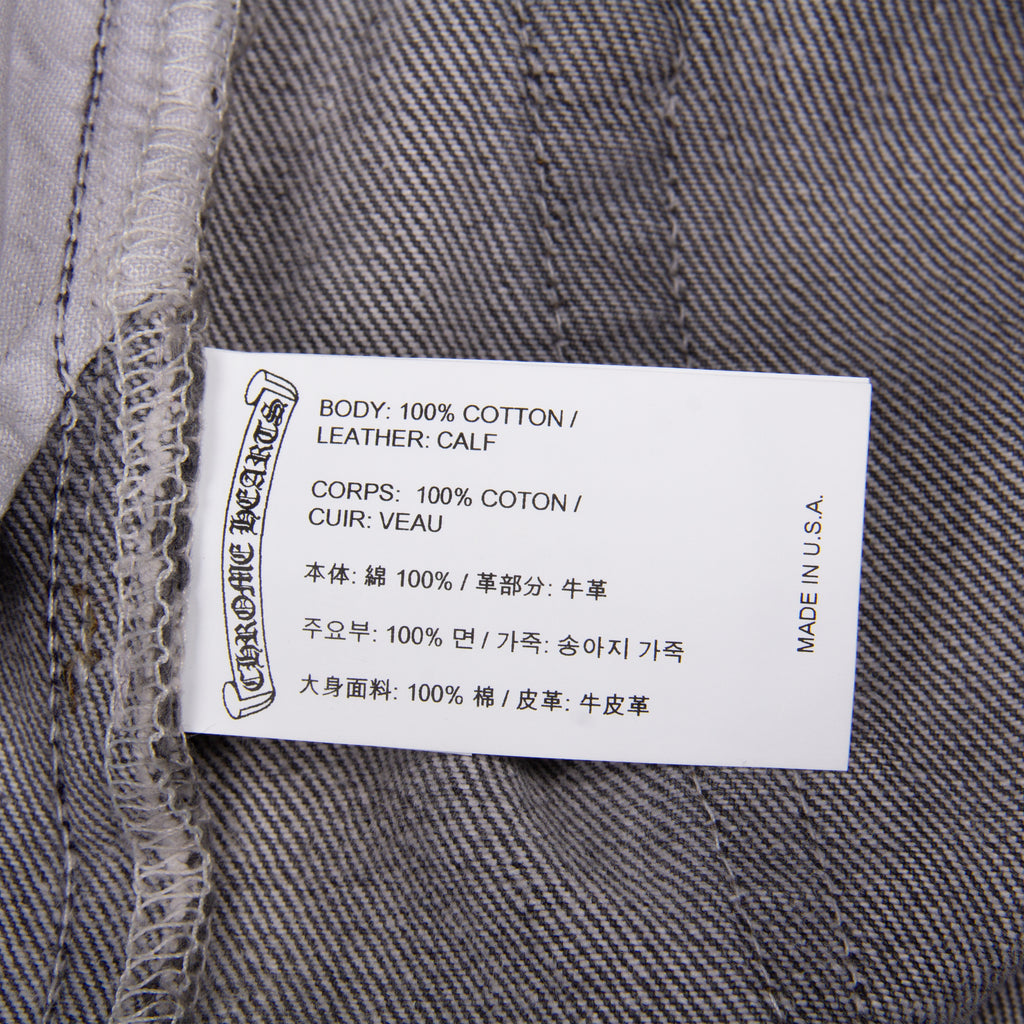 CHROME HEARTS
BODY: 100% COTTON /
LEATHER: CALF
CORPS: 100% COTON /
CUIR: VEAU
本体: 綿 100% / 革部分: 牛革
주요부: 100% 면 / 가죽: 송아지 가죽
大身面料: 100% 棉 / 皮革: 牛皮革
MADE IN U.S.A.